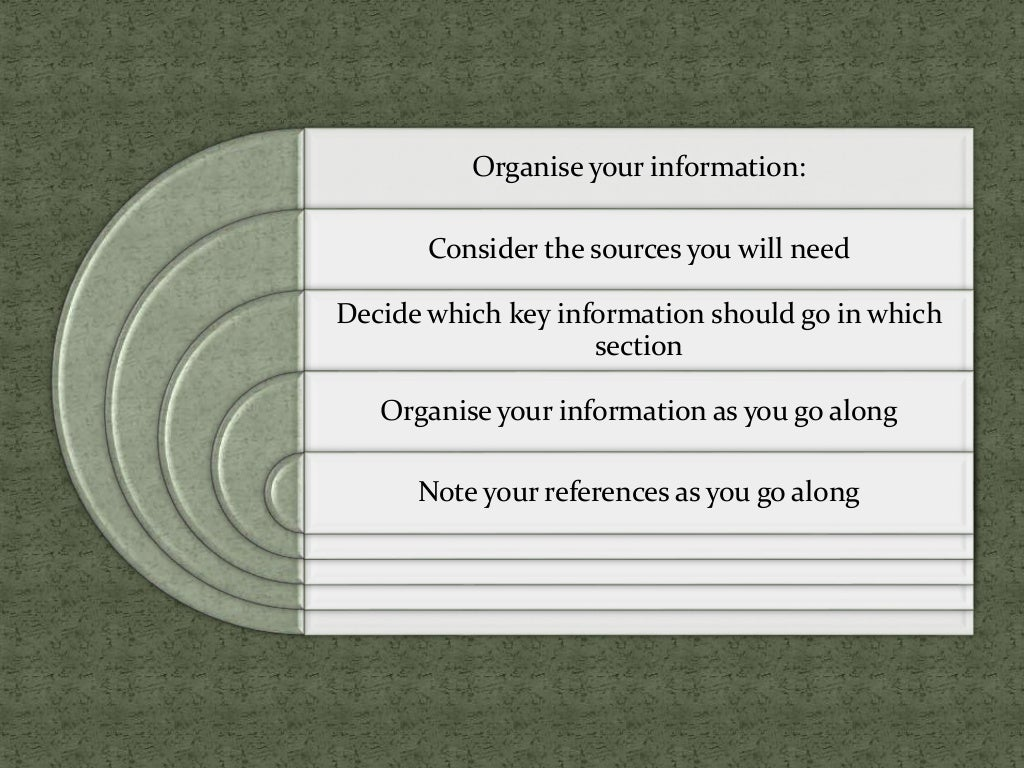 Organise your information:
Consider the sources you will need
Decide which key information should go in which
section
Organise your information as you go along
Note your references as you go along